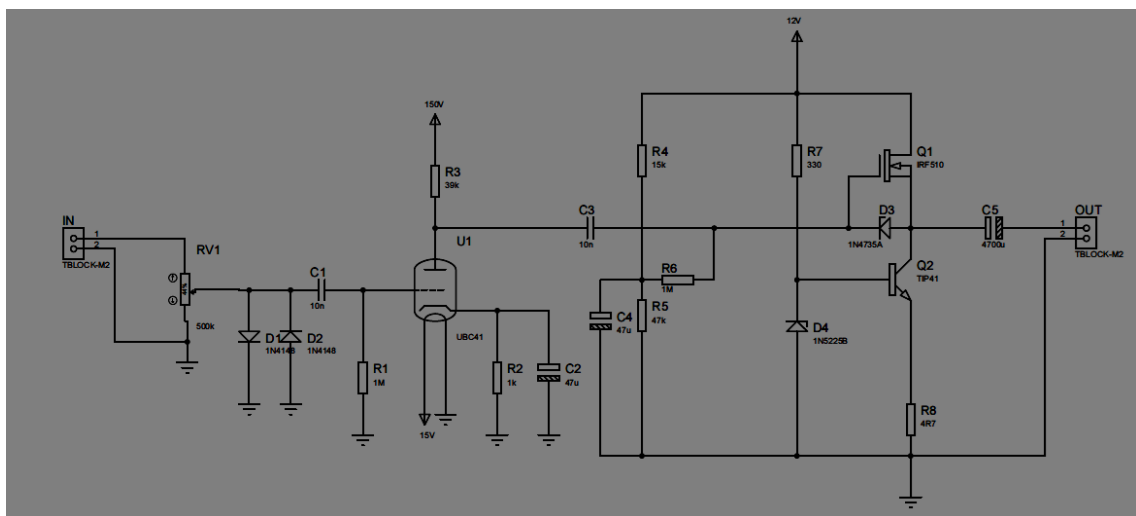 IN
1
2
TBLOCK-M2
RV1
44%
500k
D1
1N4148
D2
1N4148
C1
10n
R1
1M
150V
R3
39k
U1
UBC41
15V
R2
1k
C2
47u
C3
10n
R4
15k
R6
1M
R5
47k
C4
47u
12V
R7
330
D4
1N5225B
Q1
IRF510
D3
1N4735A
Q2
TIP41
R8
4R7
C5
4700u
OUT
1
2
TBLOCK-M2